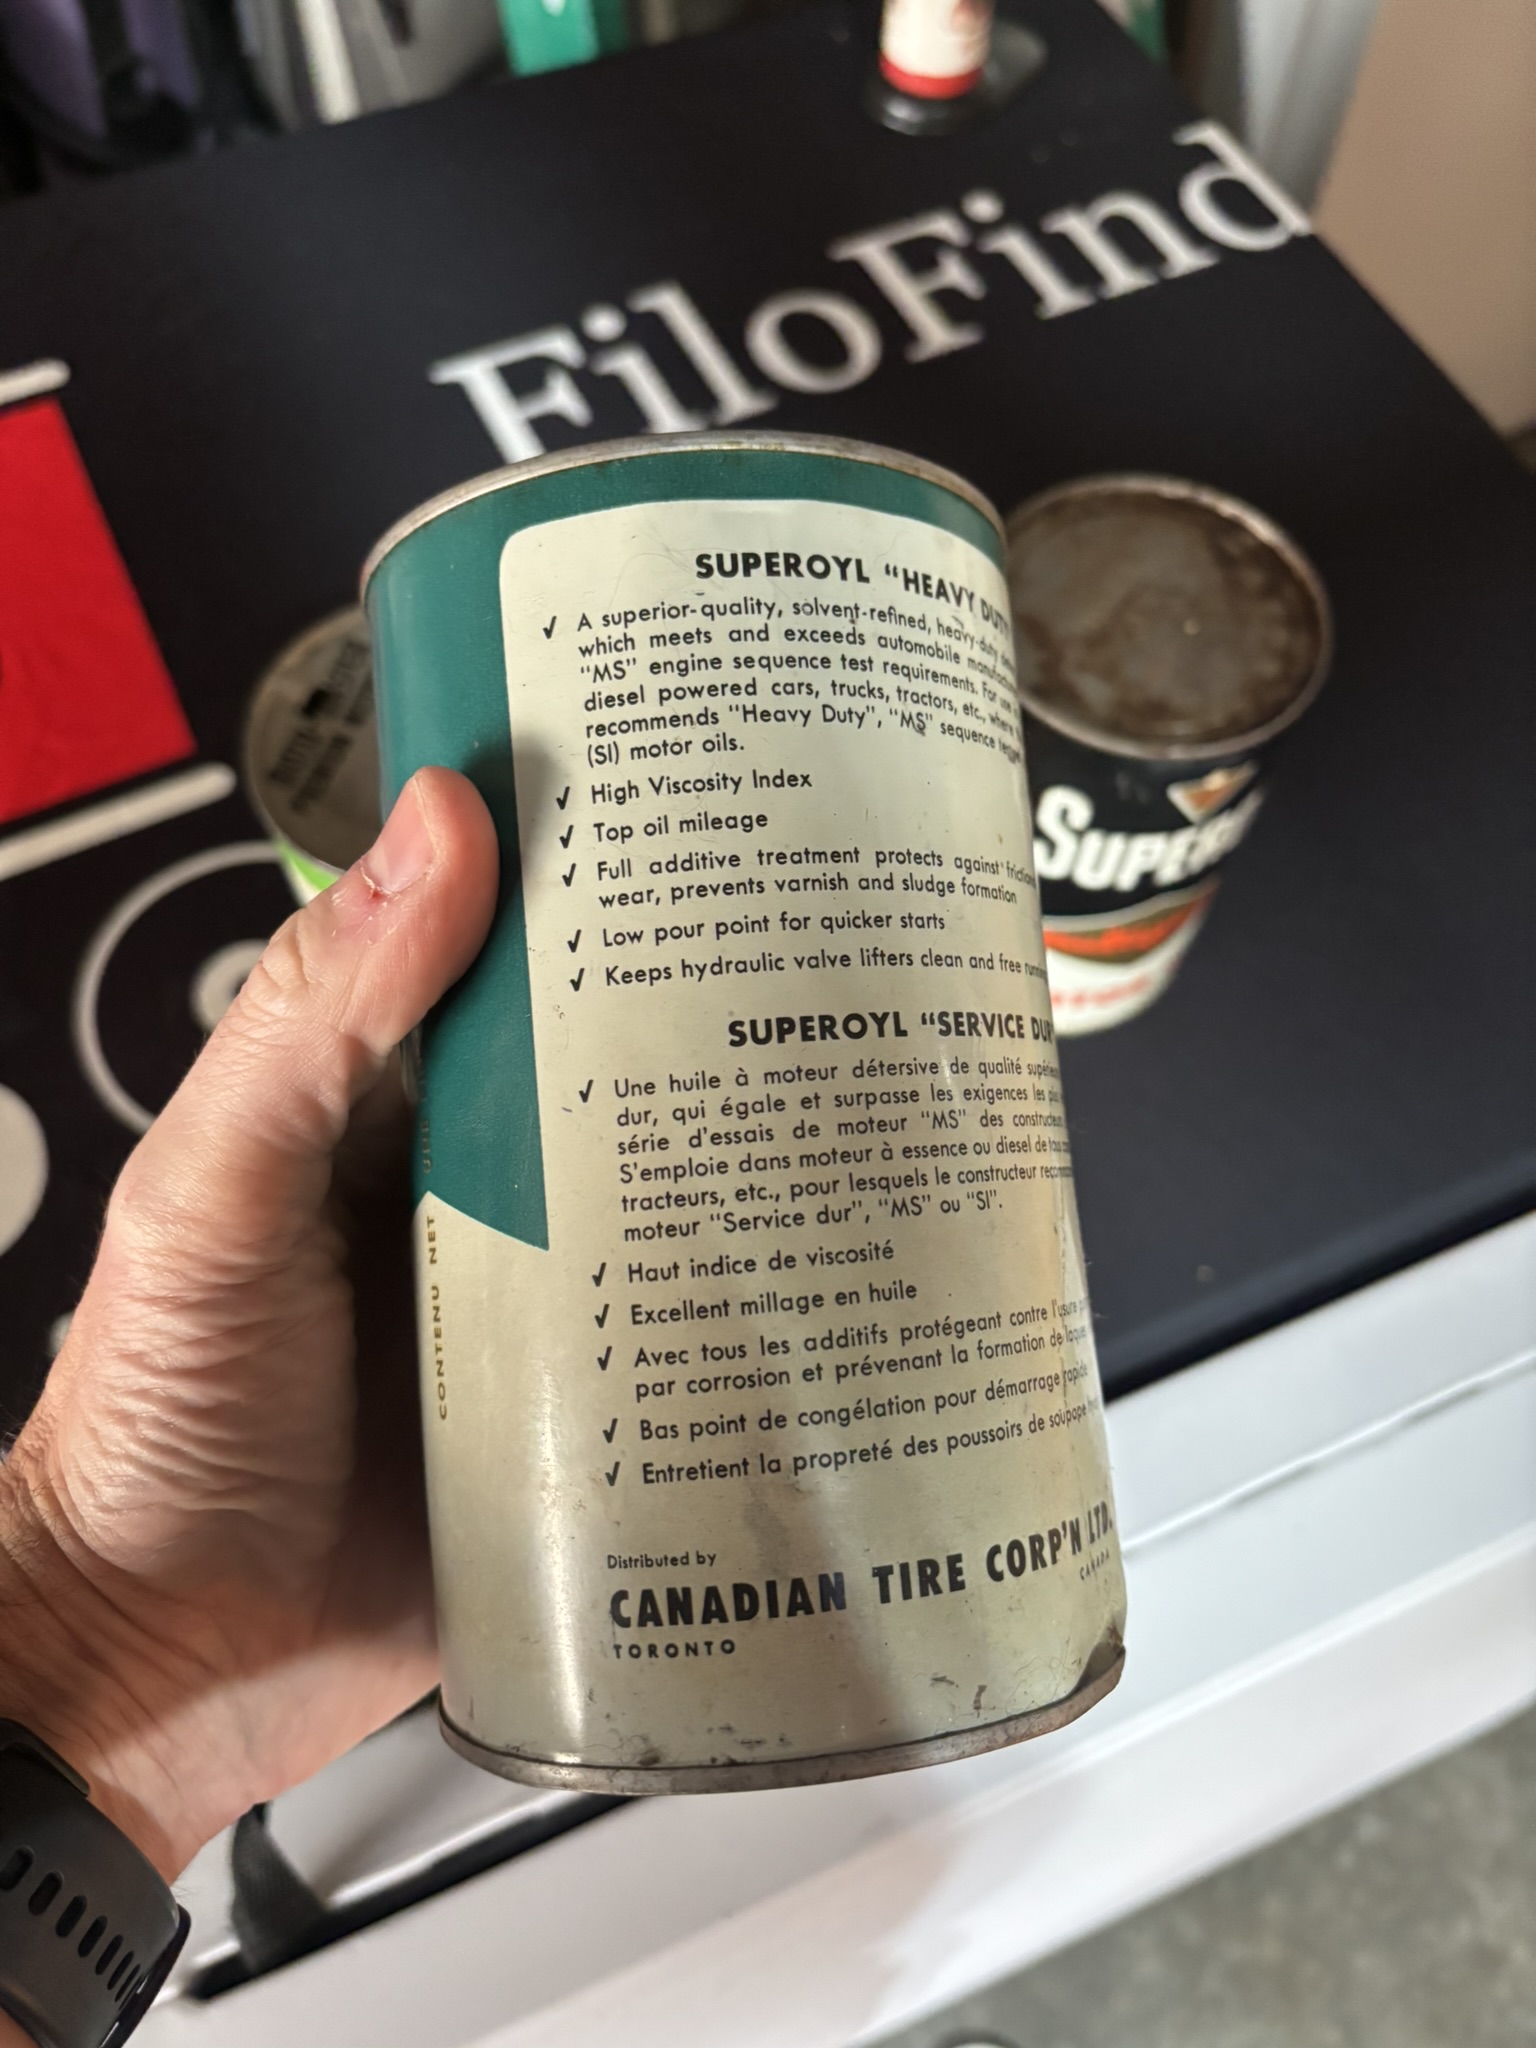 FiloFind
SUPEROYL "HEAVY DUTY
✓ A superior-quality, solvent-refined, heavy-duty
which meets and exceeds automobile
"MS" engine sequence test requirements. For use
diesel powered cars, trucks, tractors, etc., where
recommends "Heavy Duty", "MS" sequence
(SI) motor oils.
✓ High Viscosity Index
✓ Top oil mileage
✓ Full additive treatment protects against
wear, prevents varnish and sludge formation
✓ Low pour point for quicker starts
✓ Keeps hydraulic valve lifters clean and free
SUPEROYL "SERVICE DUR
✓ Une huile à moteur détersive de qualité
dur, qui égale et surpasse les exigences les
série d'essais de moteur "MS" des
S'emploie dans moteur à essence ou diesel de
tracteurs, etc., pour lesquels le constructeur
moteur "Service dur", "MS" ou "SI".
✓ Haut indice de viscosité
✓ Excellent millage en huile
✓ Avec tous les additifs protégeant contre l'usure
par corrosion et prévenant la formation de
✓ Bas point de congélation pour démarrage rapide
✓ Entretient la propreté des poussoirs de soupape
Distributed by
CANADIAN TIRE CORP'N LTD.
TORONTO CANADA
CONTENU NET